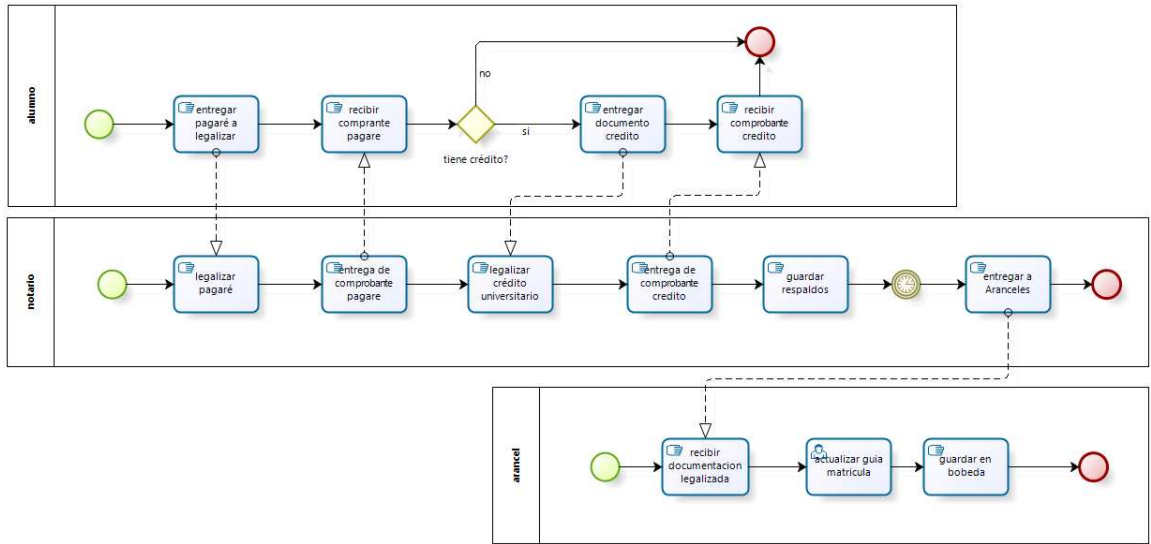 alumno
entregar
pagaré a
legalizar
recibir
comprante
pagare
no
si
tiene crédito?
entregar
documento
credito
recibir
comprobante
credito
notario
legalizar
pagaré
entrega de
comprobante
pagare
legalizar
crédito
universitario
entrega de
comprobante
credito
guardar
respaldos
entregar a
Aranceles
arancel
recibir
documentacion
legalizada
actualizar guia
matricula
guardar en
bobeda